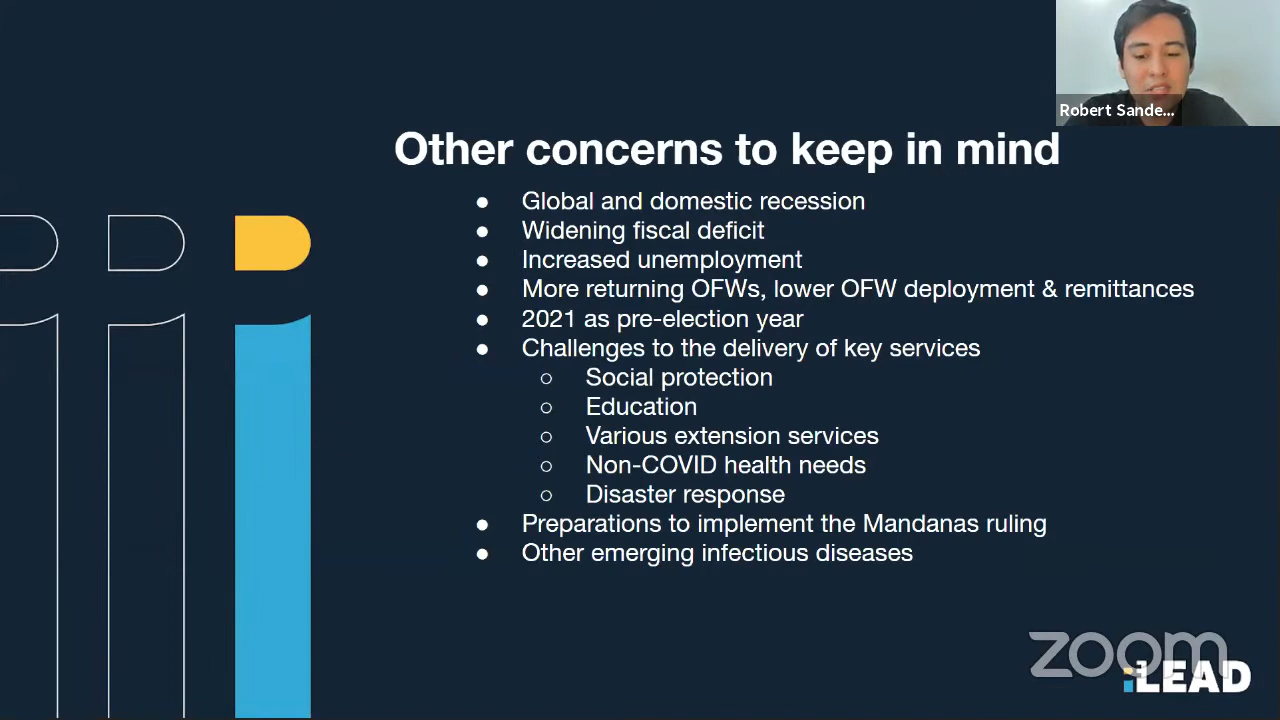 Robert Sande...
Other concerns to keep in mind
● Global and domestic recession
● Widening fiscal deficit
● Increased unemployment
● More returning OFWs, lower OFW deployment & remittances
● 2021 as pre-election year
● Challenges to the delivery of key services
○ Social protection
○ Education
○ Various extension services
○ Non-COVID health needs
○ Disaster response
● Preparations to implement the Mandanas ruling
● Other emerging infectious diseases
zoom
iLEAD